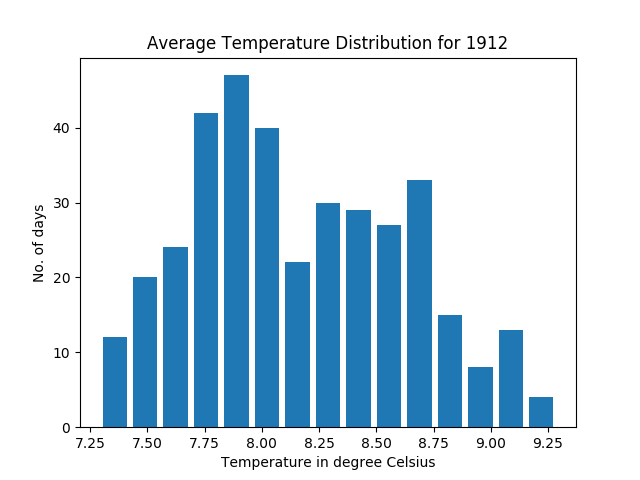 Average Temperature Distribution for 1912
No. of days
40
30
20
10
0
7.25 7.50 7.75 8.00 8.25 8.50 8.75 9.00 9.25
Temperature in degree Celsius